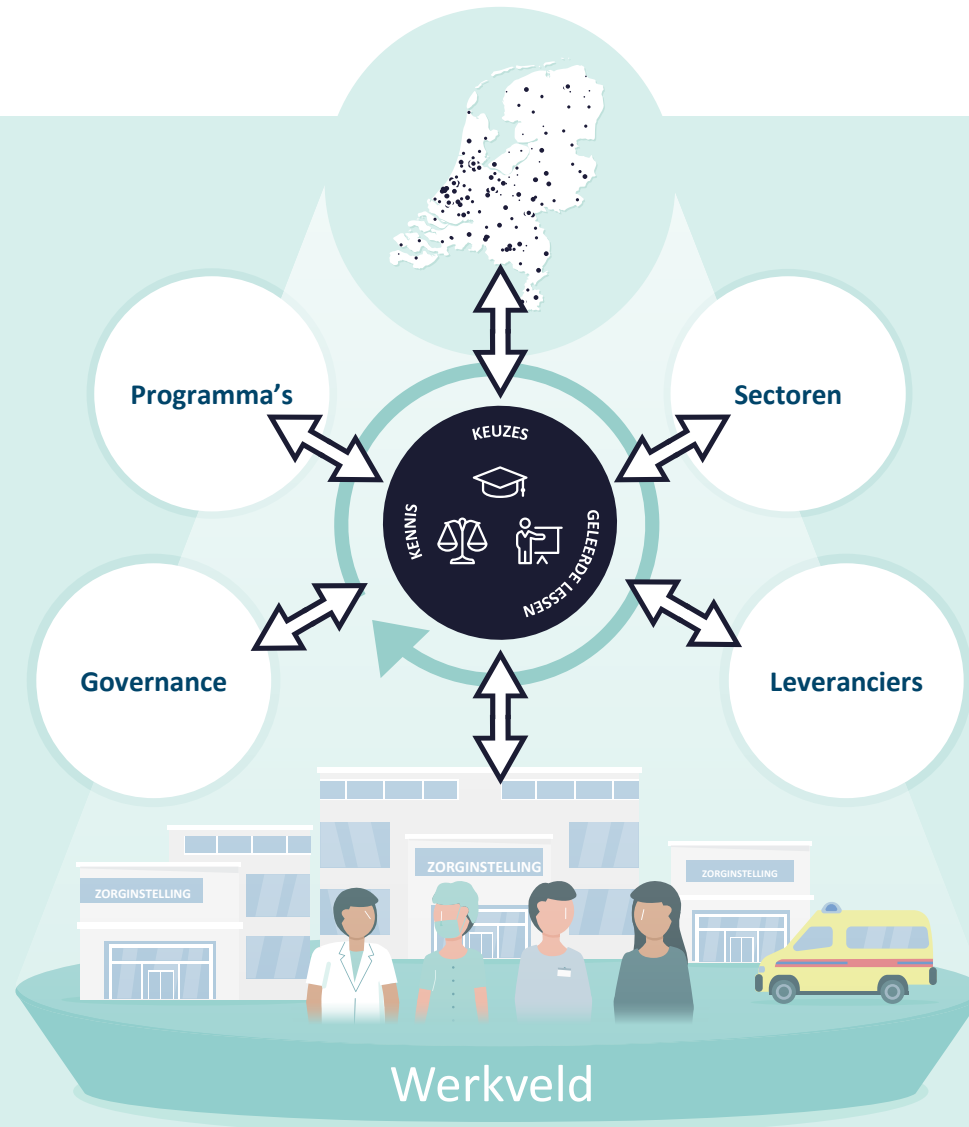 Programma's
Sectoren
KEUZES
KENNIS
GELEERDE LESSEN
Governance
Leveranciers
ZORGINSTELLING
ZORGINSTELLING
ZORGINSTELLING
Werkveld